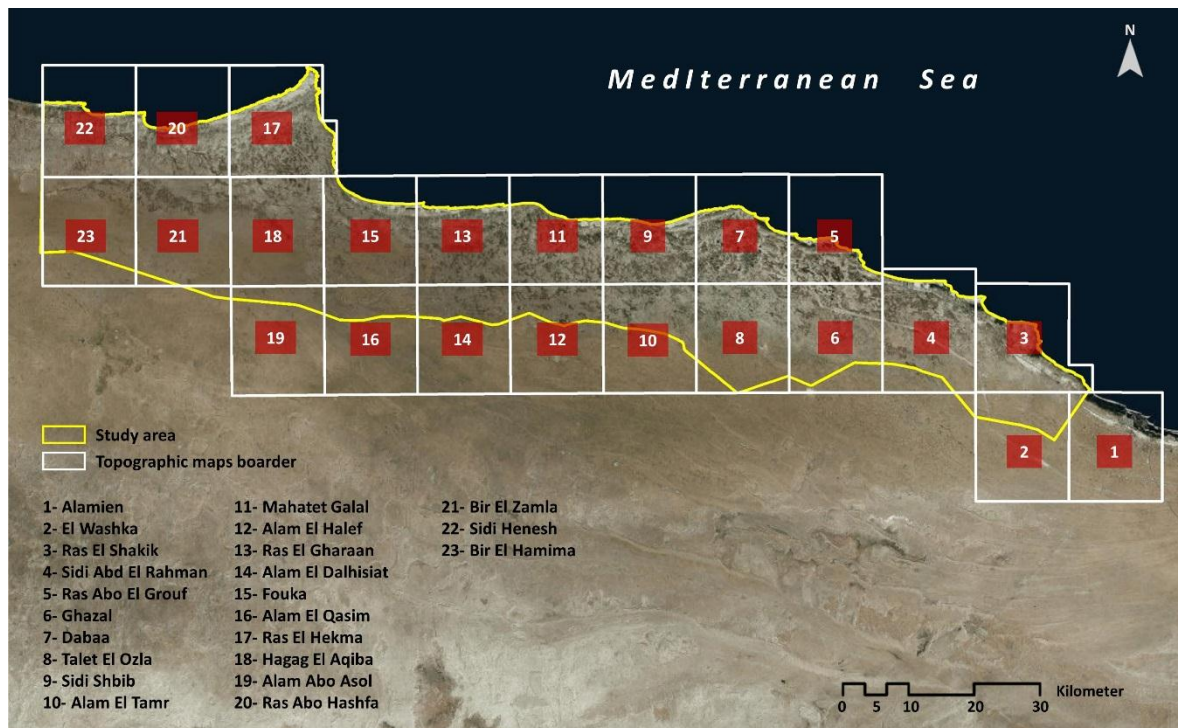 N
MedIterranean Sea
22 20 17
23 21 18 15 13 11 9 7 5
19 16 14 12 10 8 6 4 3
2 1
Study area
Topographic maps boarder
1- Alamien
2- El Washka
3- Ras El Shakik
4- Sidi Abd El Rahman
5- Ras Abo El Grouf
6- Ghazal
7- Dabaa
8- Talet El Ozla
9- Sidi Shbib
10- Alam El Tamr
11- Mahatet Galal
12- Alam El Halef
13- Ras El Gharaan
14- Alam El Dalhisiat
15- Fouka
16- Alam El Qasim
17- Ras El Hekma
18- Hagag El Aqiba
19- Alam Abo Asol
20- Ras Abo Hashfa
21- Bir El Zamla
22- Sidi Henesh
23- Bir El Hamima
Kilometer
0 5 10 20 30